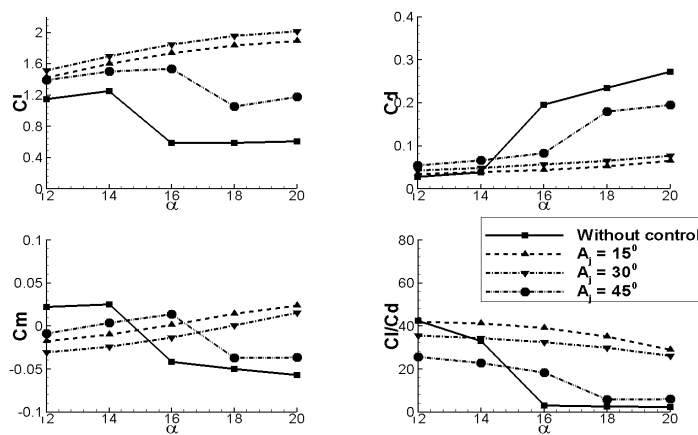 2
1.6
1.2
0.8
0.4
0
Cl
12 14 16 18 20
α
0.4
0.3
0.2
0.1
0
Cd
12 14 16 18 20
α
0.1
0.05
0
-0.05
-0.1
Cm
12 14 16 18 20
α
80
60
40
20
0
Cl/Cd
12 14 16 18 20
α
Without control
Aj = 15⁰
Aj = 30⁰
Aj = 45⁰